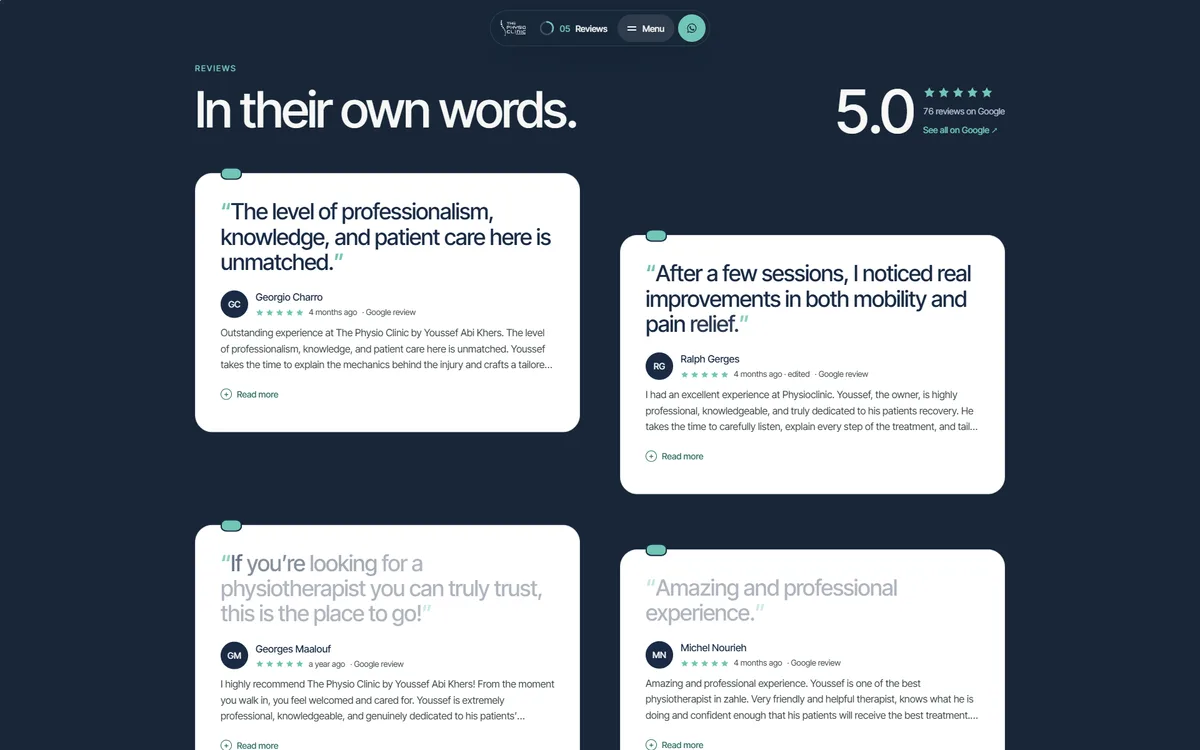 THE
PHYSIO
CLINIC
05 Reviews
Menu
REVIEWS
In their own words.
5.0
76 reviews on Google
See all on Google ↗
“The level of professionalism,
knowledge, and patient care here is
unmatched.”
GC
Georgio Charro
4 months ago · Google review
Outstanding experience at The Physio Clinic by Youssef Abi Khers. The level
of professionalism, knowledge, and patient care here is unmatched. Youssef
takes the time to explain the mechanics behind the injury and crafts a tailore...
Read more
“After a few sessions, I noticed real
improvements in both mobility and
pain relief.”
RG
Ralph Gerges
4 months ago · edited · Google review
I had an excellent experience at Physioclinic. Youssef, the owner, is highly
professional, knowledgeable, and truly dedicated to his patients recovery. He
takes the time to carefully listen, explain every step of the treatment, and tail...
Read more
“If you’re looking for a
physiotherapist you can truly trust,
this is the place to go!”
GM
Georges Maalouf
a year ago · Google review
I highly recommend The Physio Clinic by Youssef Abi Khers! From the moment
you walk in, you feel welcomed and cared for. Youssef is extremely
professional, knowledgeable, and genuinely dedicated to his patients’...
Read more
“Amazing and professional
experience.”
MN
Michel Nourieh
4 months ago · Google review
Amazing and professional experience. Youssef is one of the best
physiotherapist in zahle. Very friendly and helpful therapist, knows what he is
doing and confident enough that his patients will receive the best treatment....
Read more